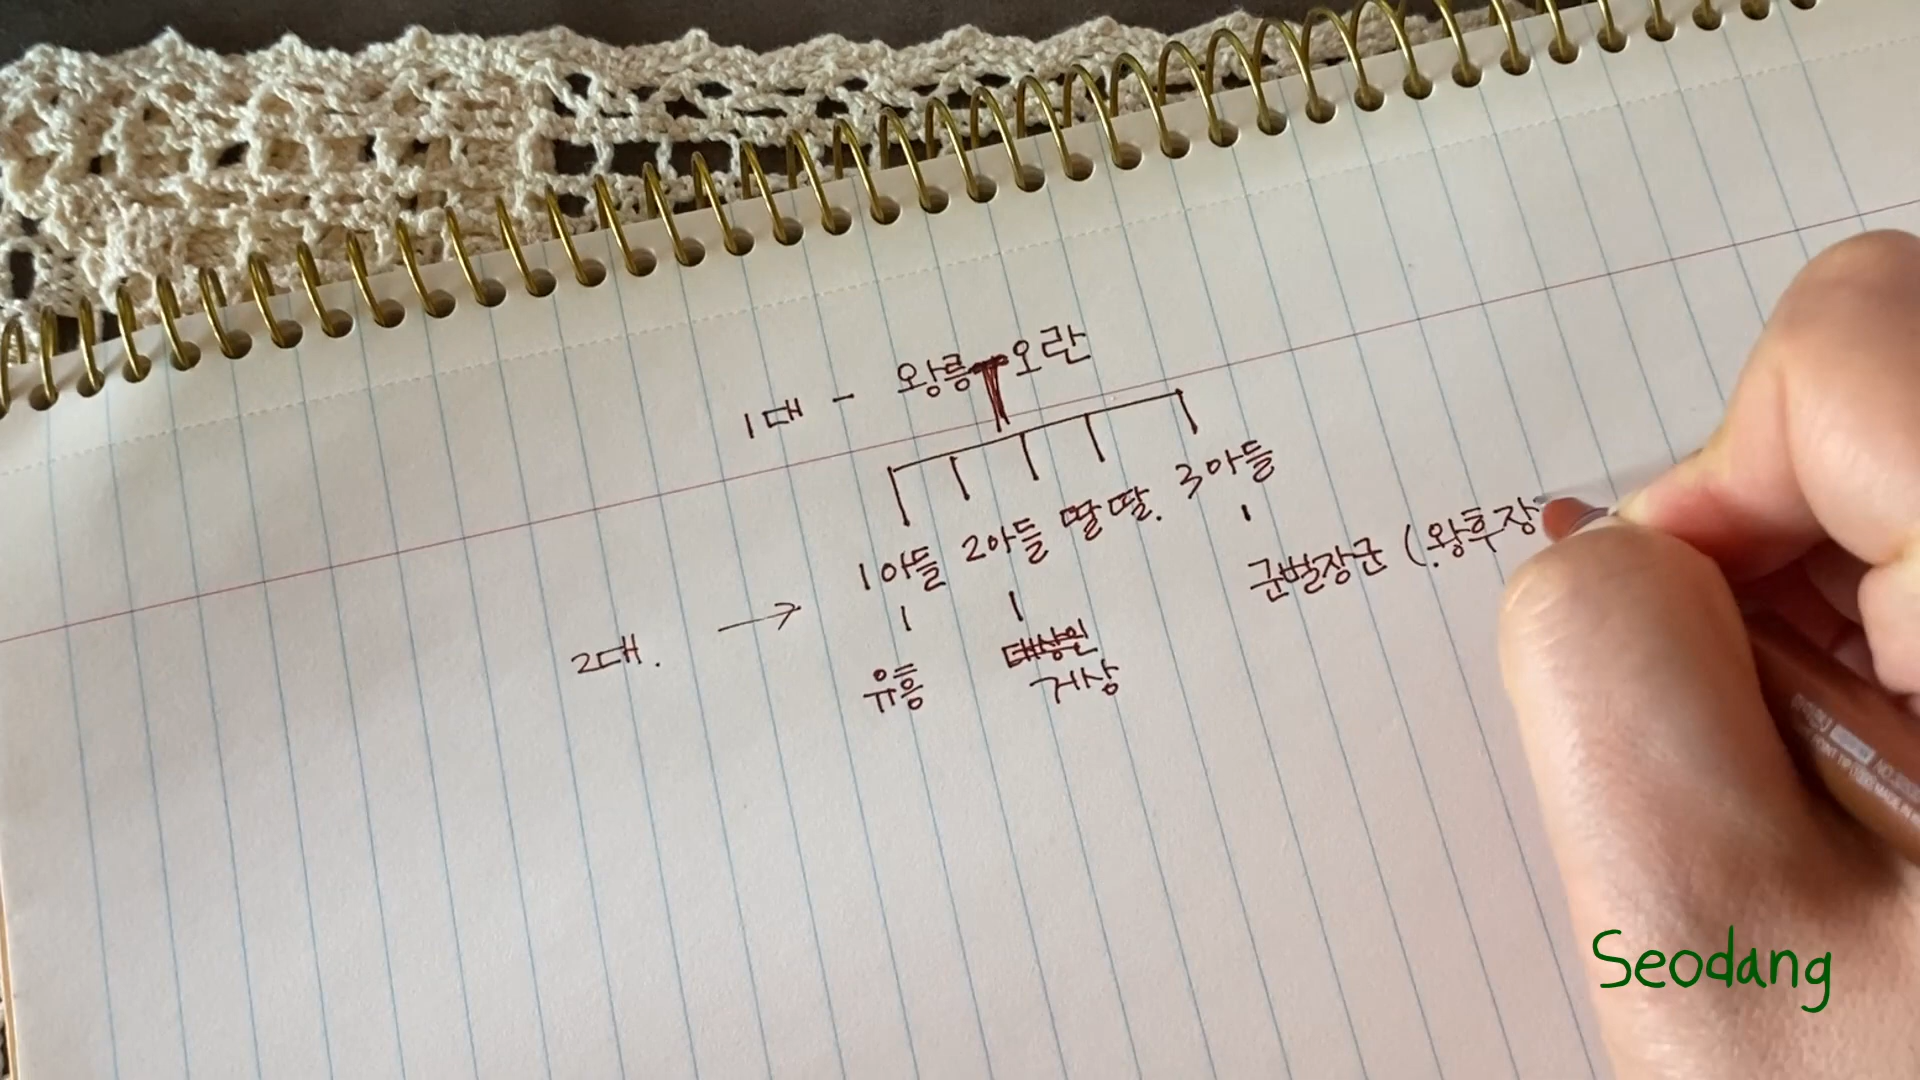 1대 - 왕룽 오란
1아들 2아들 딸 딸. 3아들
2대. →
유흥
거상
군벌장군 (왕후장
Seodang